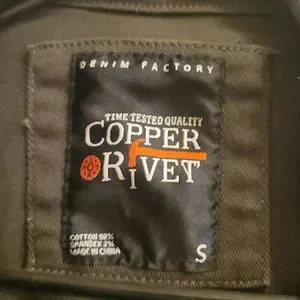 DENIM FACTORY
TIME TESTED QUALITY
COPPER
RIVET
COTTON 98%
SPANDEX 2%
MADE IN CHINA
S